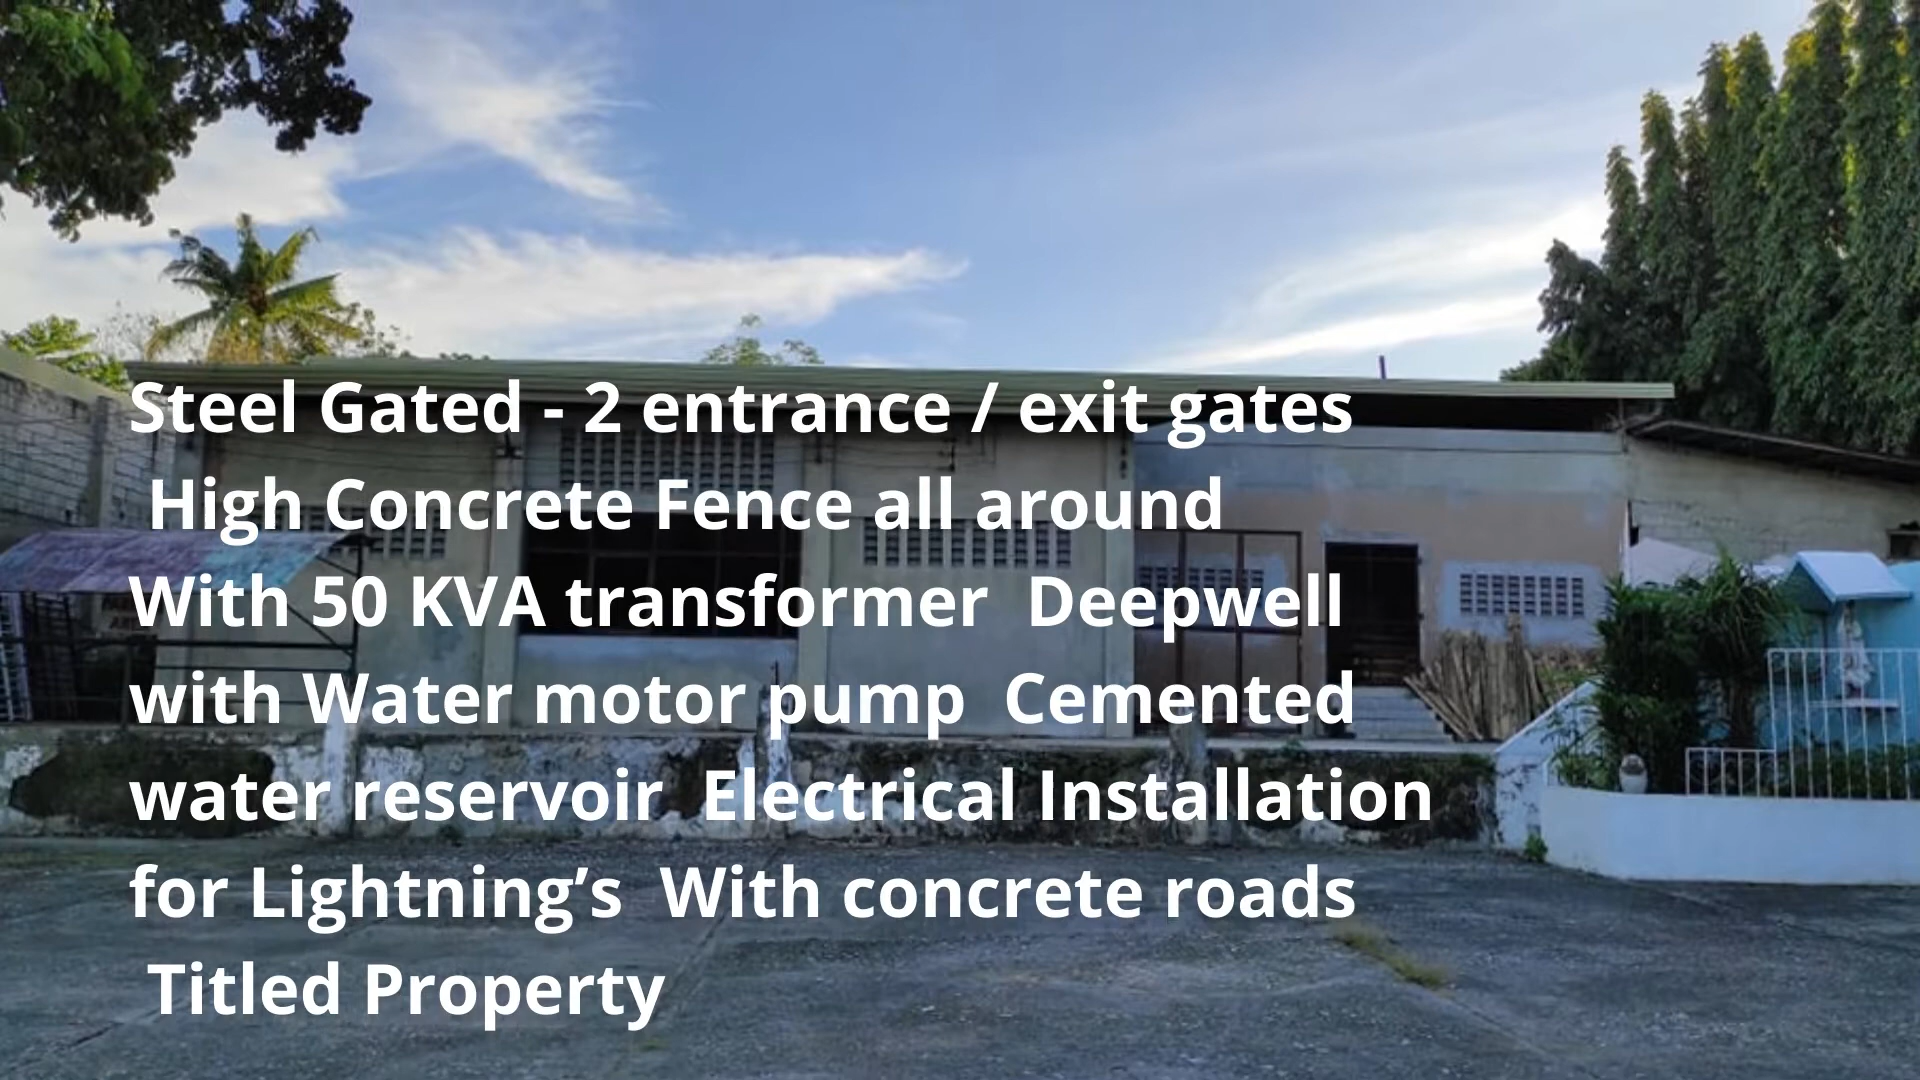 Steel Gated - 2 entrance / exit gates
High Concrete Fence all around
With 50 KVA transformer Deepwell
with Water motor pump Cemented
water reservoir Electrical Installation
for Lightning’s With concrete roads
Titled Property